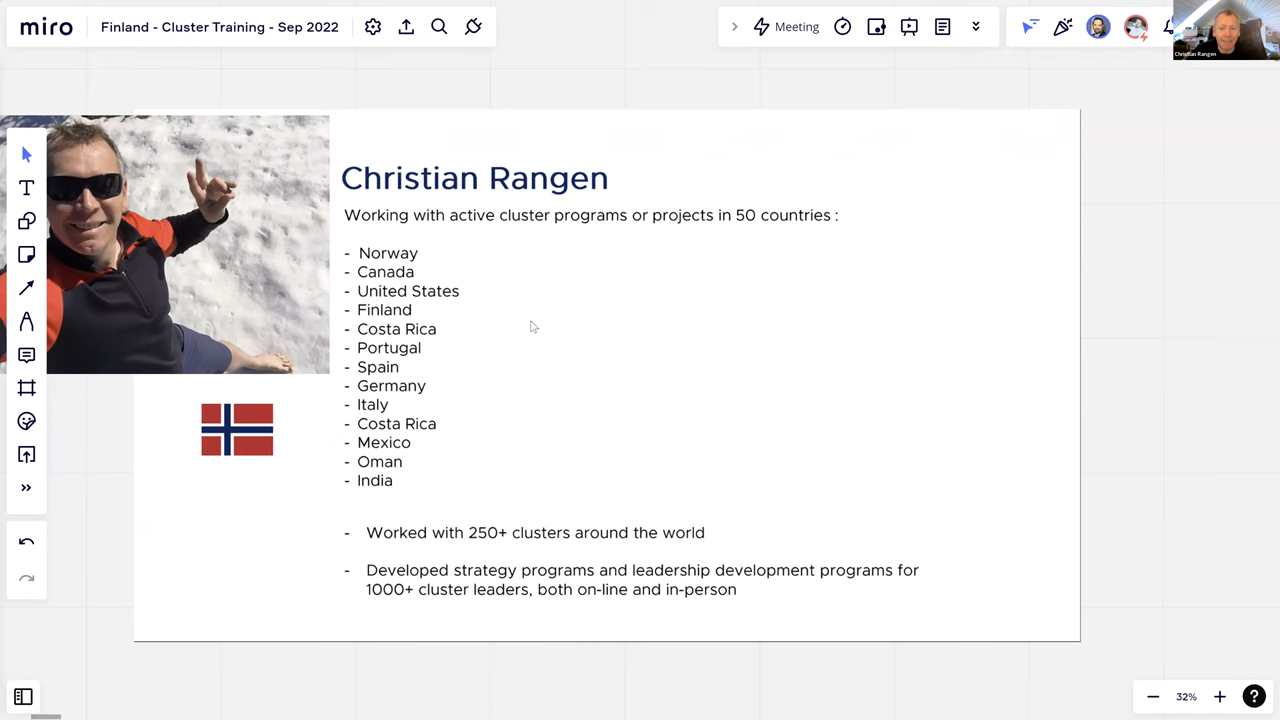 miro
Finland - Cluster Training - Sep 2022
Meeting
Christian Rangen
Christian Rangen
Working with active cluster programs or projects in 50 countries :
- Norway
- Canada
- United States
- Finland
- Costa Rica
- Portugal
- Spain
- Germany
- Italy
- Costa Rica
- Mexico
- Oman
- India
- Worked with 250+ clusters around the world
- Developed strategy programs and leadership development programs for
1000+ cluster leaders, both on-line and in-person
32%